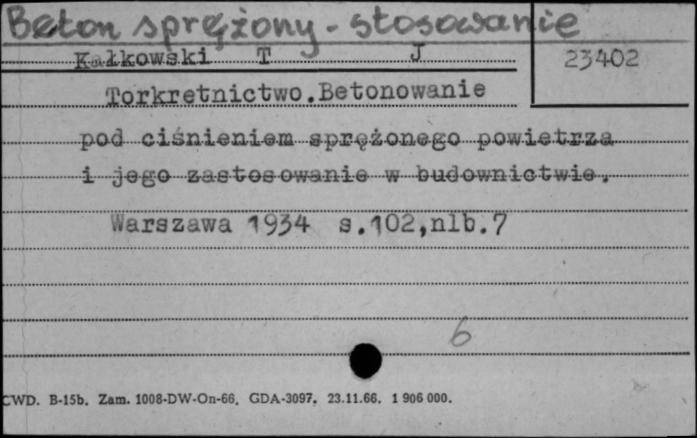 Beton sprężony - stosowanie
Kałkowski T J 23402
Torkretnictwo.Betonowanie
pod ciśnieniem sprężonego powietrza
i jego zastosowanie w budownictwie.
Warszawa 1934 s.102,nlb.7
6
CWD. B-15b. Zam. 1008-DW-On-66. GDA-3097. 23.11.66. 1 906 000.